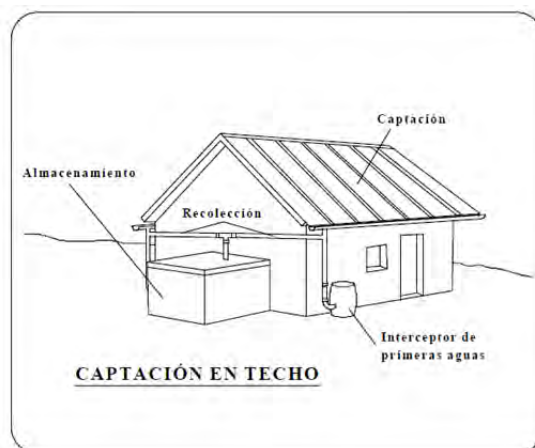 Captación
Almacenamiento
Recolección
Interceptor de
primeras aguas
CAPTACIÓN EN TECHO